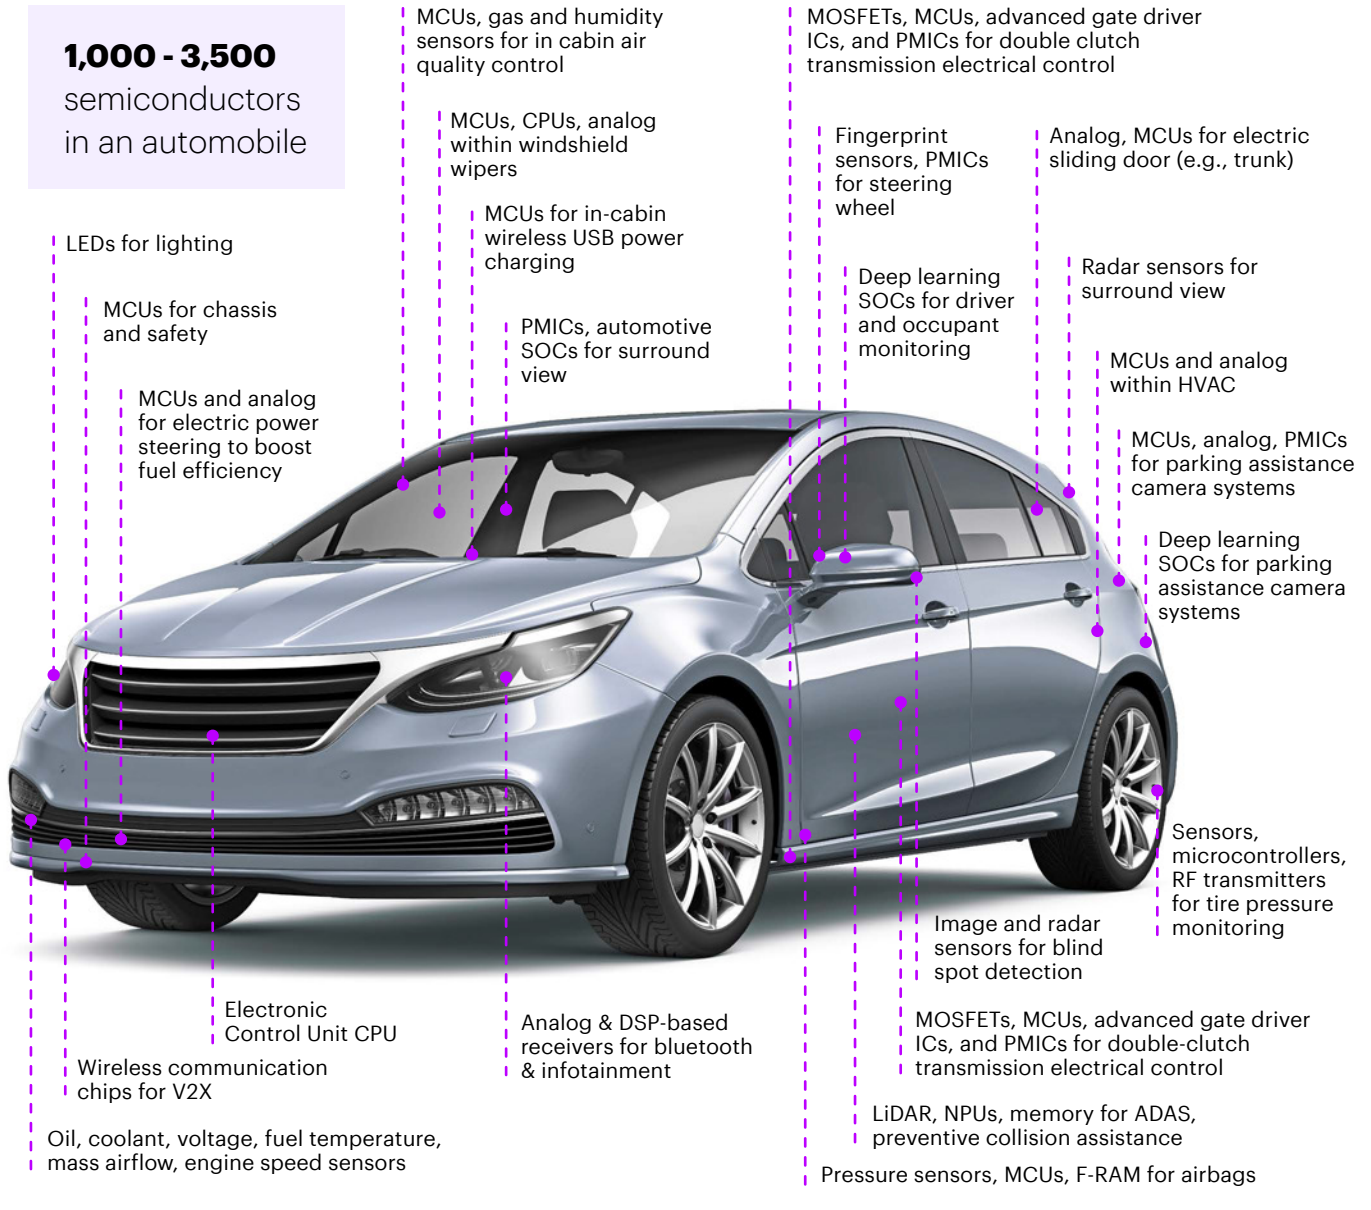 1,000 - 3,500
semiconductors
in an automobile
MCUs, gas and humidity
sensors for in cabin air
quality control
MOSFETs, MCUs, advanced gate driver
ICs, and PMICs for double clutch
transmission electrical control
MCUs, CPUs, analog
within windshield
wipers
Fingerprint
sensors, PMICs
for steering
wheel
Analog, MCUs for electric
sliding door (e.g., trunk)
LEDs for lighting
MCUs for in-cabin
wireless USB power
charging
Deep learning
SOCs for driver
and occupant
monitoring
Radar sensors for
surround view
MCUs for chassis
and safety
PMICs, automotive
SOCs for surround
view
MCUs and analog
within HVAC
MCUs and analog
for electric power
steering to boost
fuel efficiency
MCUs, analog, PMICs
for parking assistance
camera systems
Deep learning
SOCs for parking
assistance camera
systems
Sensors,
microcontrollers,
RF transmitters
for tire pressure
monitoring
Image and radar
sensors for blind
spot detection
Electronic
Control Unit CPU
Analog & DSP-based
receivers for bluetooth
& infotainment
MOSFETs, MCUs, advanced gate driver
ICs, and PMICs for double-clutch
transmission electrical control
Wireless communication
chips for V2X
LiDAR, NPUs, memory for ADAS,
preventive collision assistance
Oil, coolant, voltage, fuel temperature,
mass airflow, engine speed sensors
Pressure sensors, MCUs, F-RAM for airbags